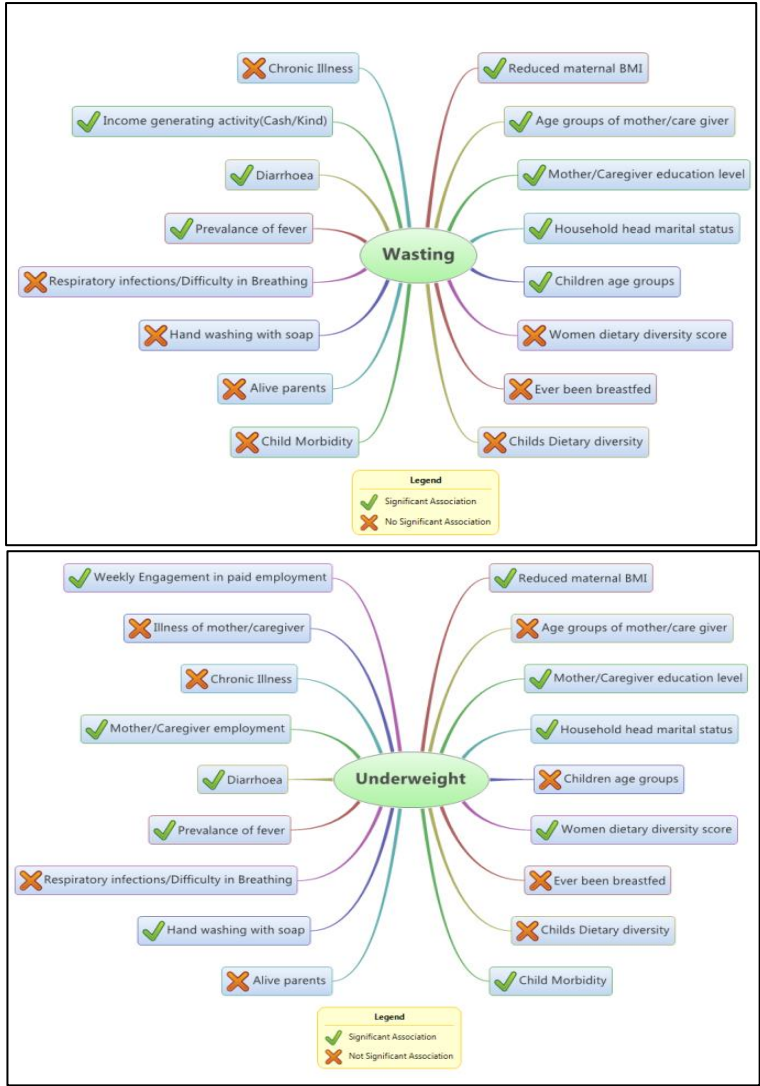 Chronic Illness
Income generating activity(Cash/Kind)
Diarrhoea
Prevalance of fever
Respiratory infections/Difficulty in Breathing
Hand washing with soap
Alive parents
Child Morbidity
Wasting
Reduced maternal BMI
Age groups of mother/care giver
Mother/Caregiver education level
Household head marital status
Children age groups
Women dietary diversity score
Ever been breastfed
Childs Dietary diversity
Legend
Significant Association
No Significant Association
Weekly Engagement in paid employment
Illness of mother/caregiver
Chronic Illness
Mother/Caregiver employment
Diarrhoea
Prevalance of fever
Respiratory infections/Difficulty in Breathing
Hand washing with soap
Alive parents
Underweight
Reduced maternal BMI
Age groups of mother/care giver
Mother/Caregiver education level
Household head marital status
Children age groups
Women dietary diversity score
Ever been breastfed
Childs Dietary diversity
Child Morbidity
Legend
Significant Association
Not Significant Association